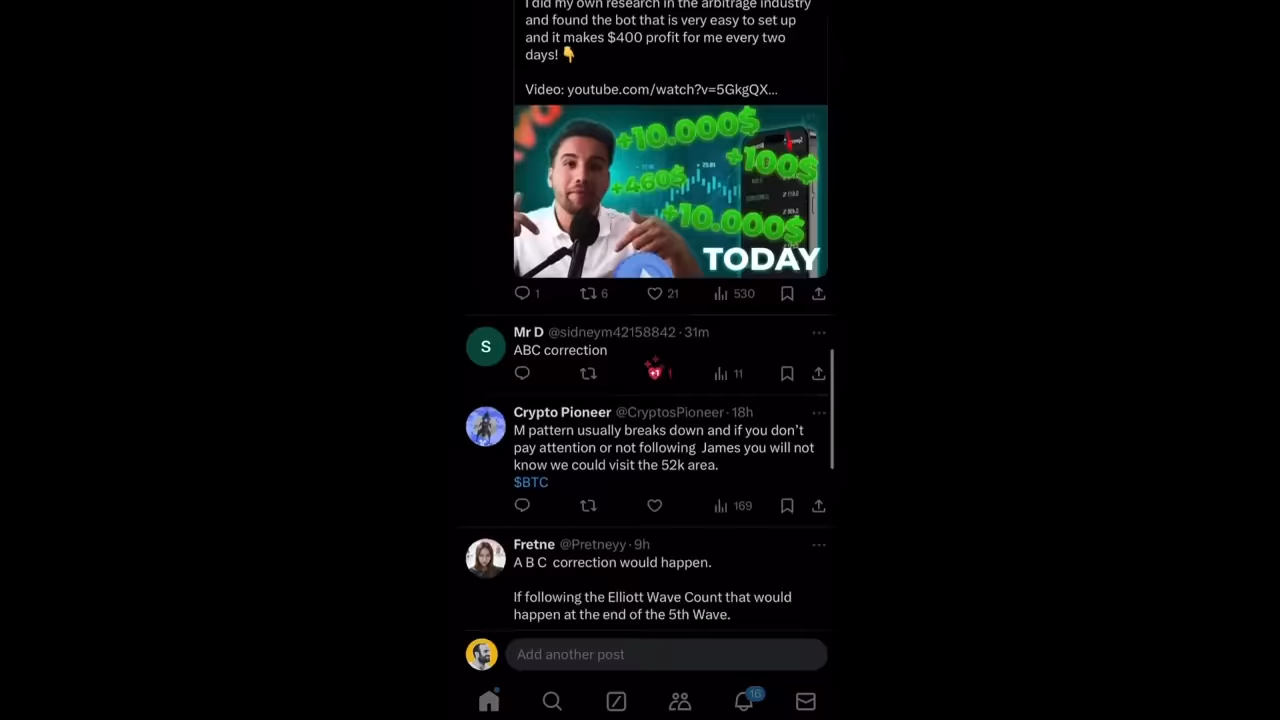 I did my own research in the arbitrage industry
and found the bot that is very easy to set up
and it makes $400 profit for me every two
days! 👇
Video: youtube.com/watch?v=5GkgQX...
+10.000$
+100$
+460$
+10.000$
TODAY
1 6 21 530
Mr D @sidneym42158842 · 31m
S
ABC correction
+1 11
Crypto Pioneer @CryptosPioneer · 18h
M pattern usually breaks down and if you don't
pay attention or not following James you will not
know we could visit the 52k area.
$BTC
169
Fretne @Pretneyy · 9h
A B C correction would happen.
If following the Elliott Wave Count that would
happen at the end of the 5th Wave.
Add another post
16